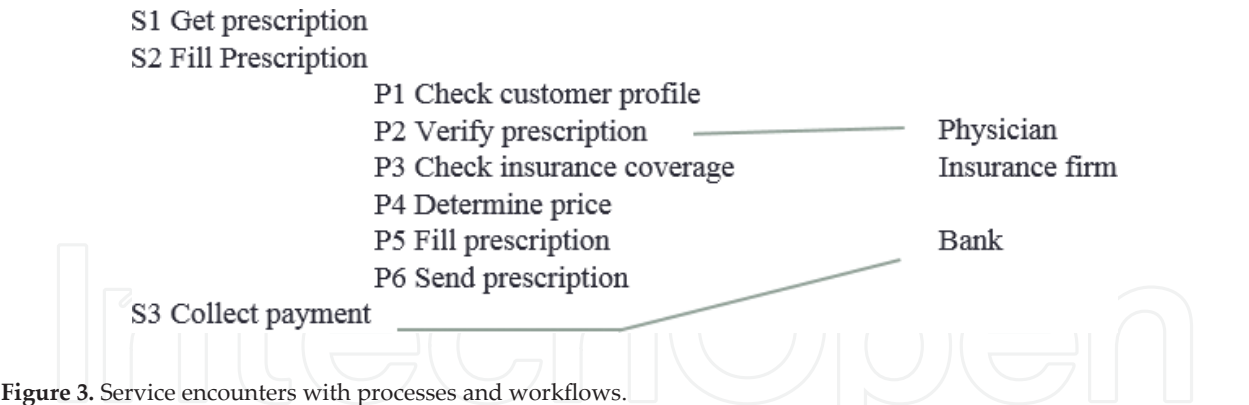 S1 Get prescription
S2 Fill Prescription
P1 Check customer profile
P2 Verify prescription Physician
P3 Check insurance coverage Insurance firm
P4 Determine price
P5 Fill prescription Bank
P6 Send prescription
S3 Collect payment
IntechOpen
Figure 3. Service encounters with processes and workflows.